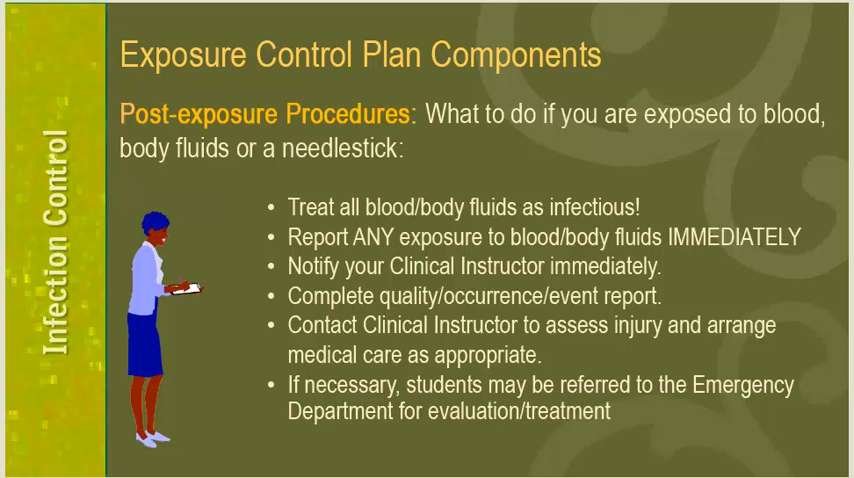 Infection Control
Exposure Control Plan Components
Post-exposure Procedures: What to do if you are exposed to blood,
body fluids or a needlestick:
• Treat all blood/body fluids as infectious!
• Report ANY exposure to blood/body fluids IMMEDIATELY
• Notify your Clinical Instructor immediately.
• Complete quality/occurrence/event report.
• Contact Clinical Instructor to assess injury and arrange
medical care as appropriate.
• If necessary, students may be referred to the Emergency
Department for evaluation/treatment